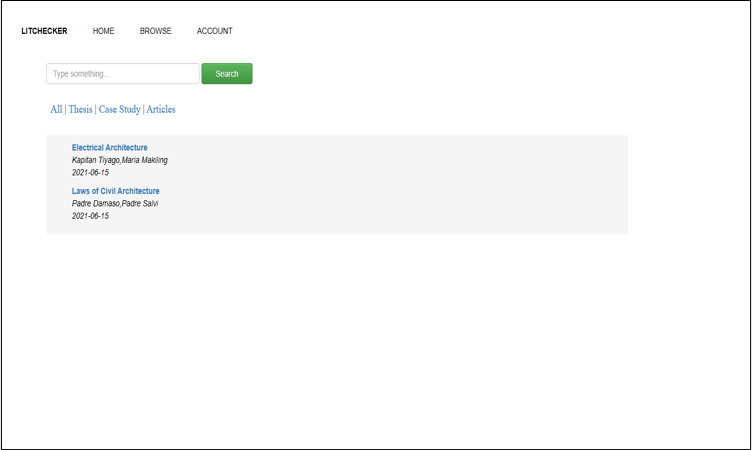 LITCHECKER HOME BROWSE ACCOUNT
Type something... Search
All | Thesis | Case Study | Articles
Electrical Architecture
Kapitan Tiyago,Maria Makiling
2021-06-15
Laws of Civil Architecture
Padre Damaso,Padre Salvi
2021-06-15